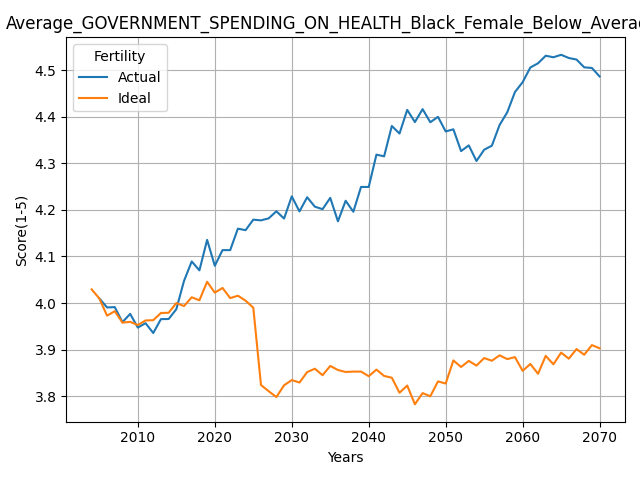 Average_GOVERNMENT_SPENDING_ON_HEALTH_Black_Female_Below_Avera
Fertility
Actual
Ideal
Score(1-5)
4.5
4.4
4.3
4.2
4.1
4.0
3.9
3.8
2010 2020 2030 2040 2050 2060 2070
Years